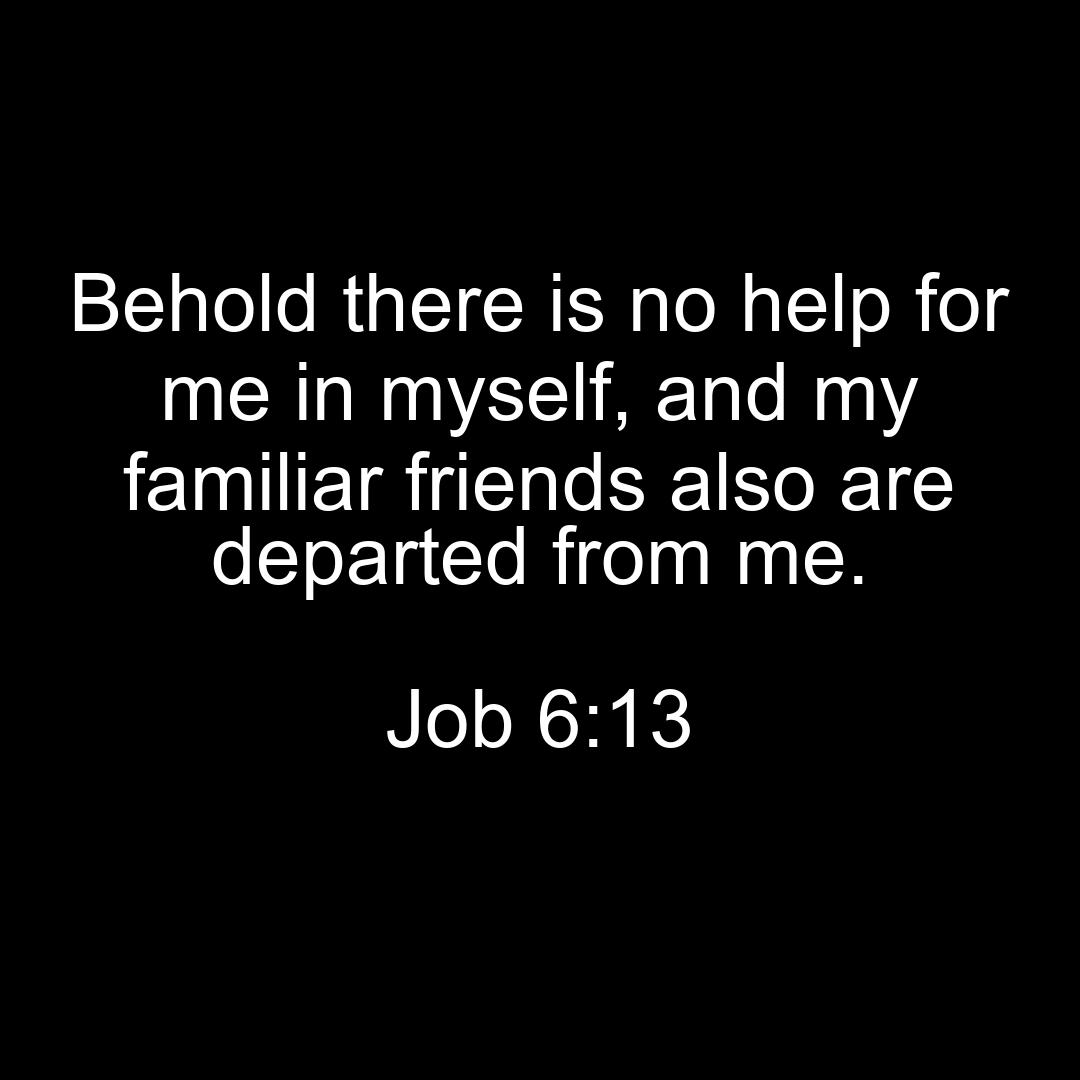 Behold there is no help for
me in myself, and my
familiar friends also are
departed from me.
Job 6:13